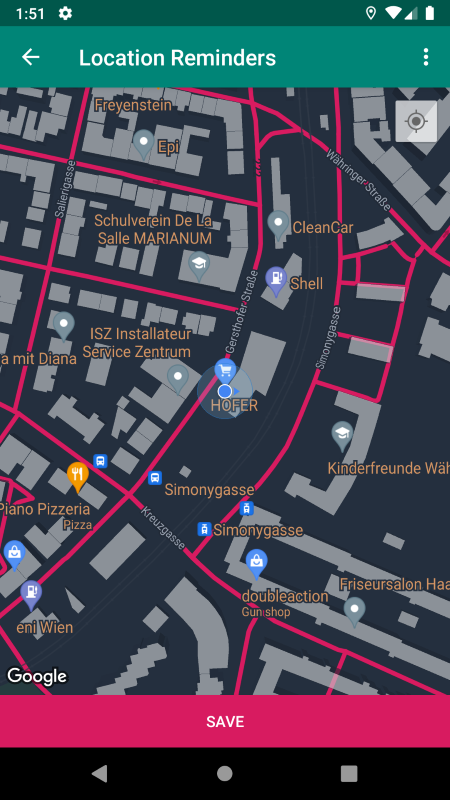 1:51
Location Reminders
Freyenstein
Epi
Währinger Straße
Salierigasse
Schulverein De La
Salle MARIANUM
CleanCar
Shell
Gersthofer Straße
Simonygasse
ISZ Installateur
Service Zentrum
a mit Diana
HOFER
Kinderfreunde Wäh
Simonygasse
Piano Pizzeria
Pizza
Kreuzgasse
Simonygasse
doubleaction
Gun shop
Friseursalon Haa
eni Wien
Google
SAVE